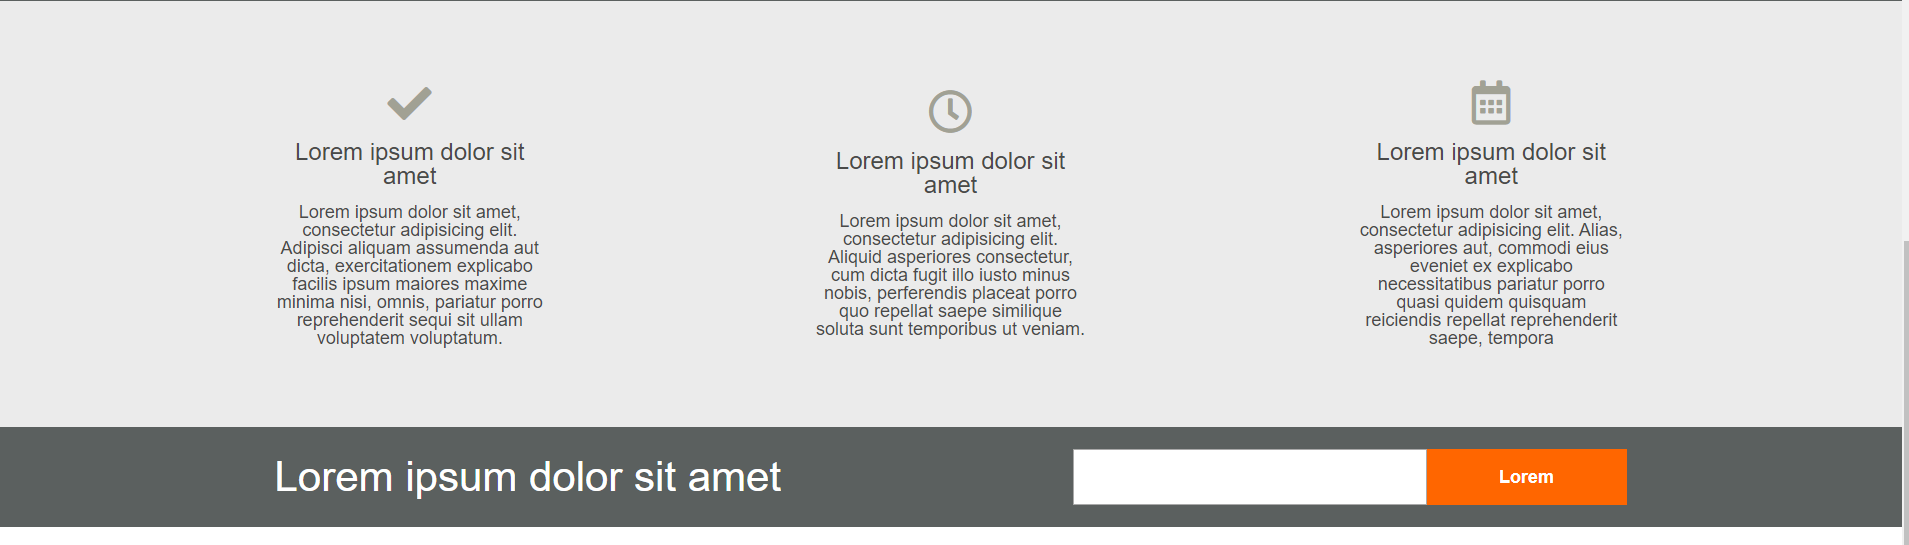 Lorem ipsum dolor sit
amet
Lorem ipsum dolor sit amet,
consectetur adipisicing elit.
Adipisci aliquam assumenda aut
dicta, exercitationem explicabo
facilis ipsum maiores maxime
minima nisi, omnis, pariatur porro
reprehenderit sequi sit ullam
voluptatem voluptatum.
Lorem ipsum dolor sit
amet
Lorem ipsum dolor sit amet,
consectetur adipisicing elit.
Aliquid asperiores consectetur,
cum dicta fugit illo iusto minus
nobis, perferendis placeat porro
quo repellat saepe similique
soluta sunt temporibus ut veniam.
Lorem ipsum dolor sit
amet
Lorem ipsum dolor sit amet,
consectetur adipisicing elit. Alias,
asperiores aut, commodi eius
eveniet ex explicabo
necessitatibus pariatur porro
quasi quidem quisquam
reiciendis repellat reprehenderit
saepe, tempora
Lorem ipsum dolor sit amet
Lorem